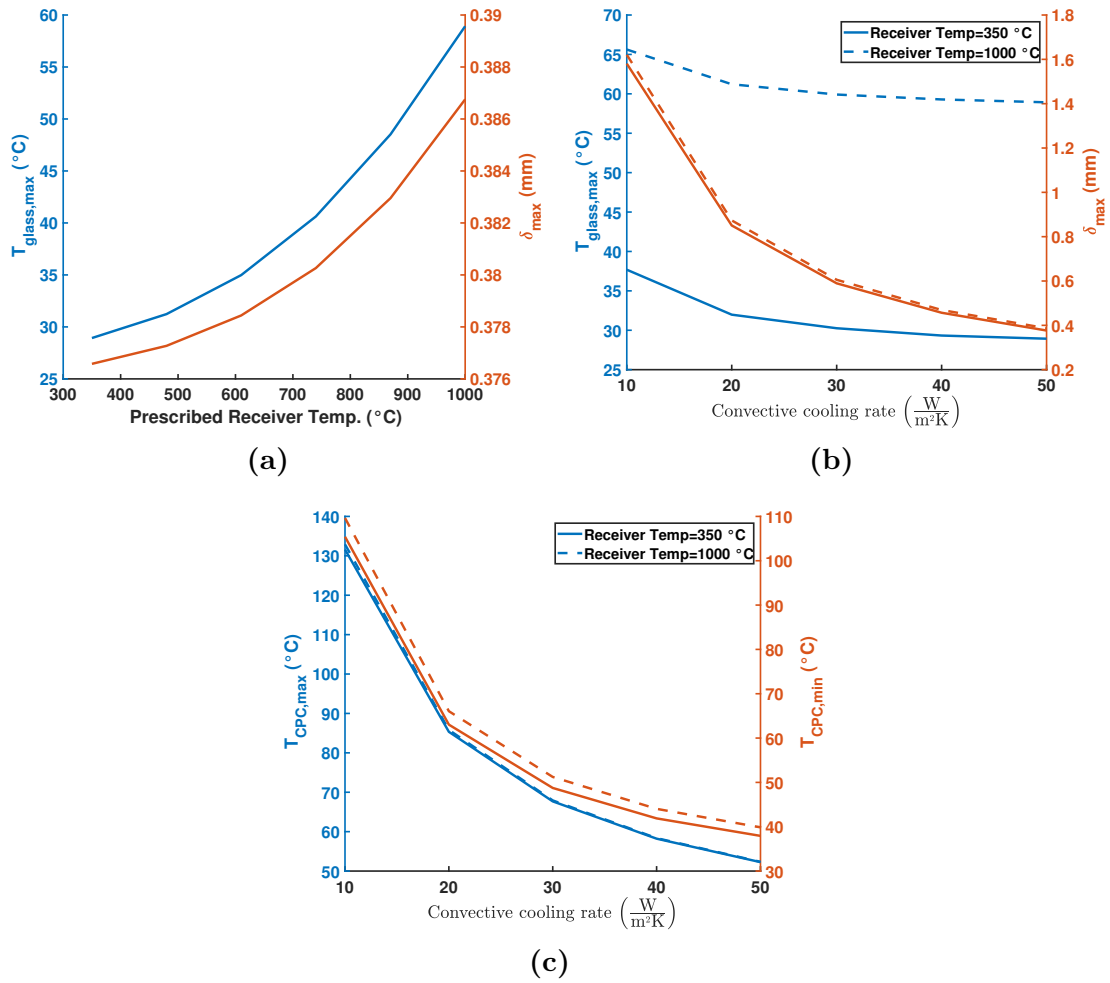 60
55
50
45
40
35
30
25
T_glass,max (°C)
0.39
0.388
0.386
0.384
0.382
0.38
0.378
0.376
δ_max (mm)
300 400 500 600 700 800 900 1000
Prescribed Receiver Temp. (°C)
(a)
70
65
60
55
50
45
40
35
30
25
T_glass,max (°C)
Receiver Temp=350 °C
Receiver Temp=1000 °C
1.8
1.6
1.4
1.2
1
0.8
0.6
0.4
0.2
δ_max (mm)
10 20 30 40 50
Convective cooling rate (W/m²K)
(b)
140
130
120
110
100
90
80
70
60
50
T_CPC,max (°C)
Receiver Temp=350 °C
Receiver Temp=1000 °C
110
100
90
80
70
60
50
40
30
T_CPC,min (°C)
10 20 30 40 50
Convective cooling rate (W/m²K)
(c)